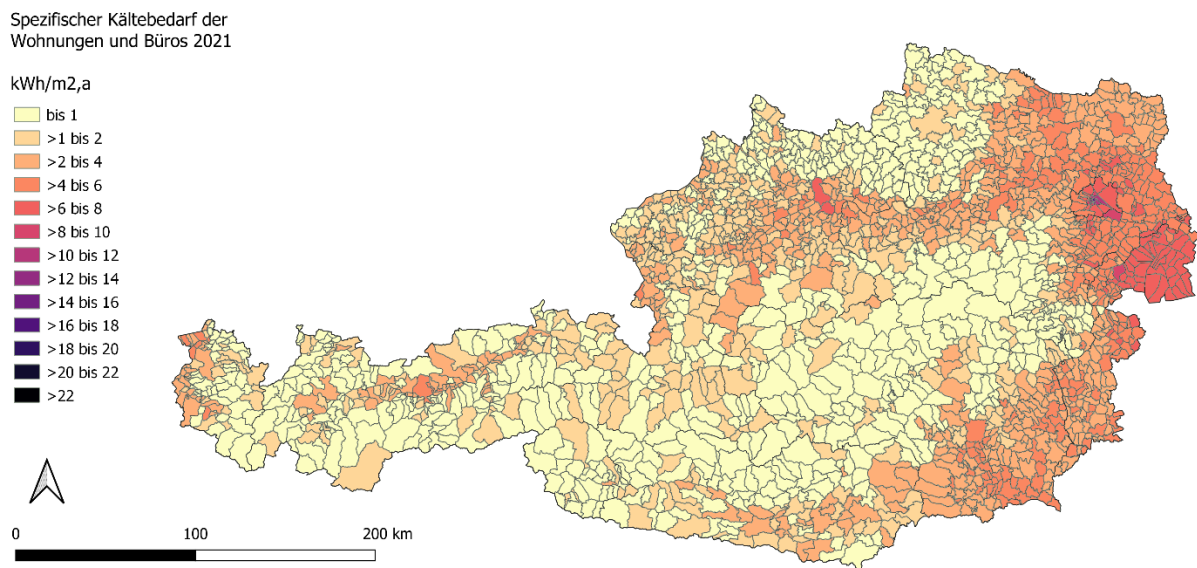 Spezifischer Kältebedarf der
Wohnungen und Büros 2021
kWh/m2,a
bis 1
>1 bis 2
>2 bis 4
>4 bis 6
>6 bis 8
>8 bis 10
>10 bis 12
>12 bis 14
>14 bis 16
>16 bis 18
>18 bis 20
>20 bis 22
>22
0 100 200 km